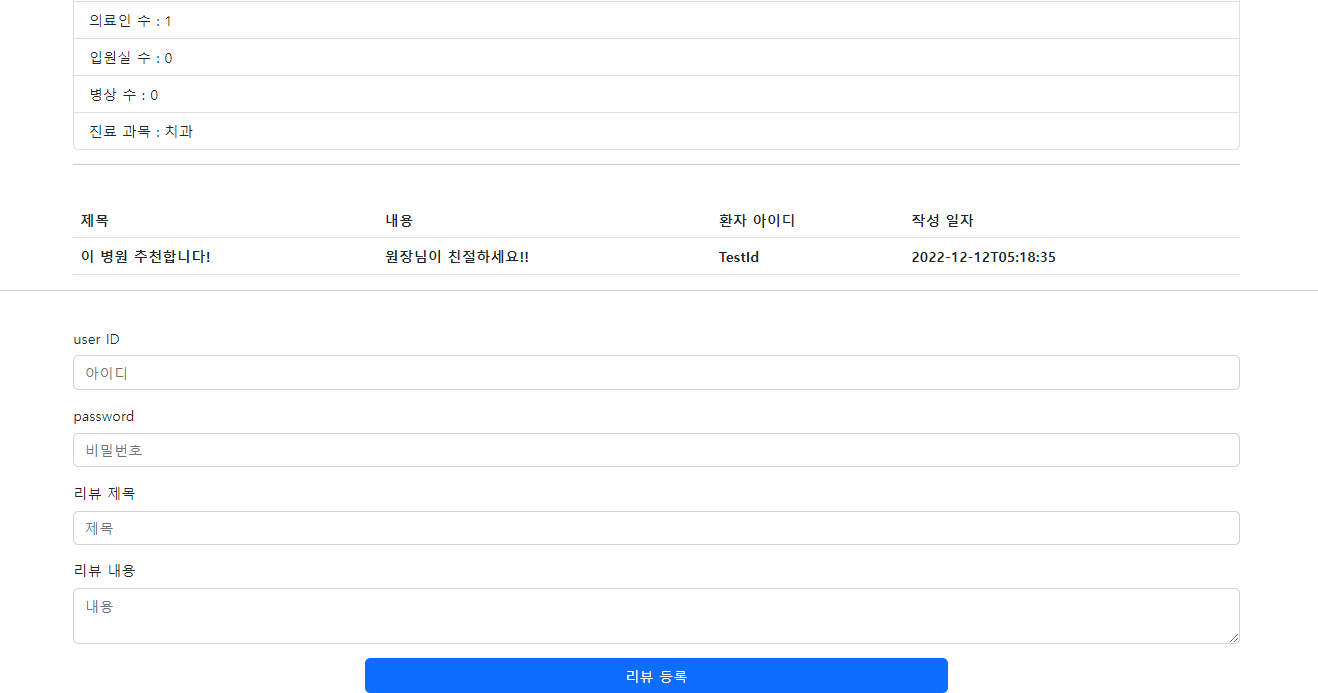 의료인 수 : 1
입원실 수 : 0
병상 수 : 0
진료 과목 : 치과
제목 내용 환자 아이디 작성 일자
이 병원 추천합니다! 원장님이 친절하세요!! TestId 2022-12-12T05:18:35
user ID
아이디
password
비밀번호
리뷰 제목
제목
리뷰 내용
내용
리뷰 등록